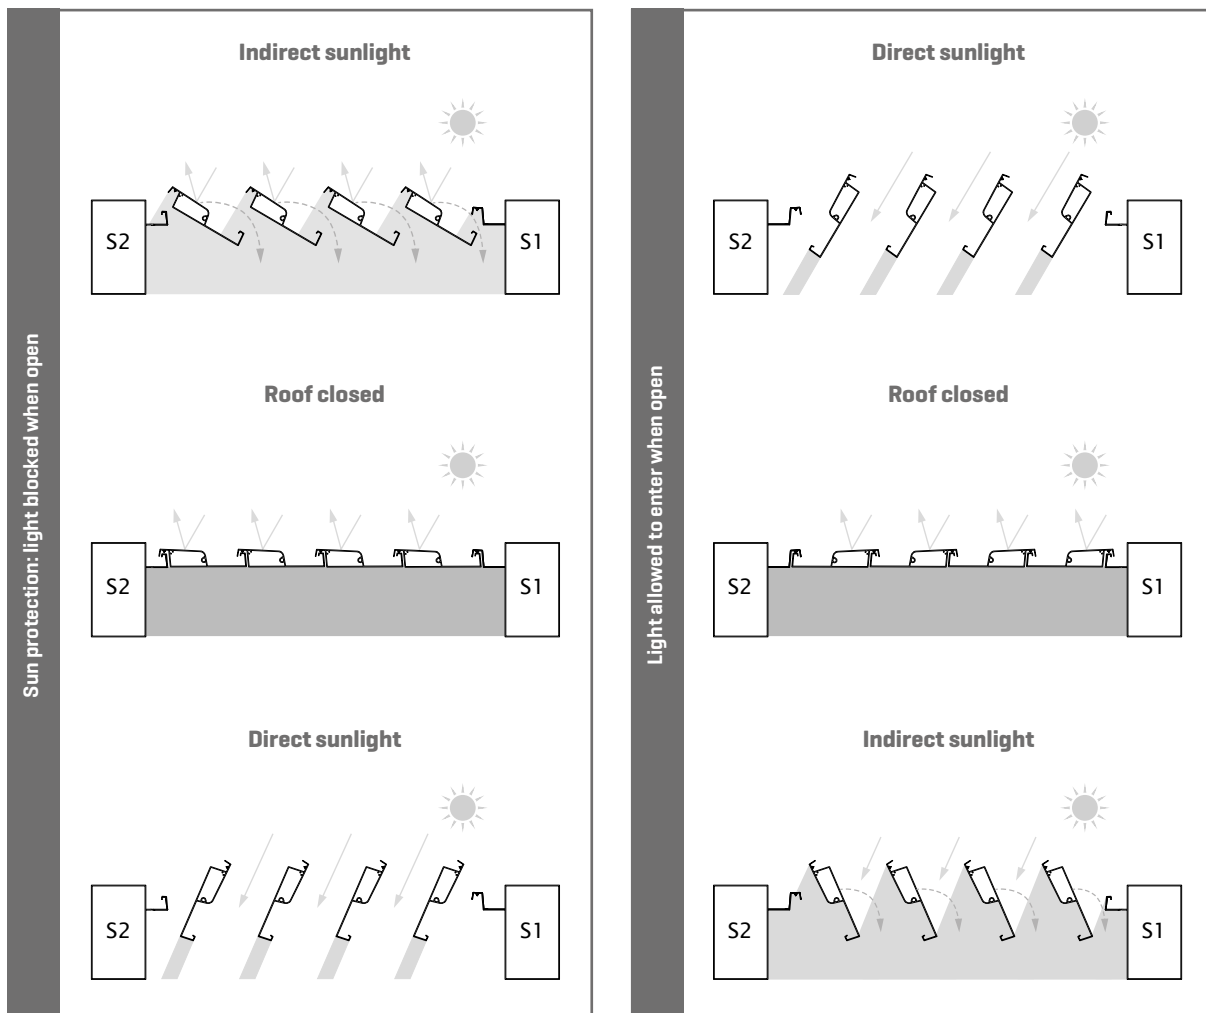 Sun protection: light blocked when open
Indirect sunlight
S2
S1
Roof closed
S2
S1
Direct sunlight
S2
S1
Light allowed to enter when open
Direct sunlight
S2
S1
Roof closed
S2
S1
Indirect sunlight
S2
S1